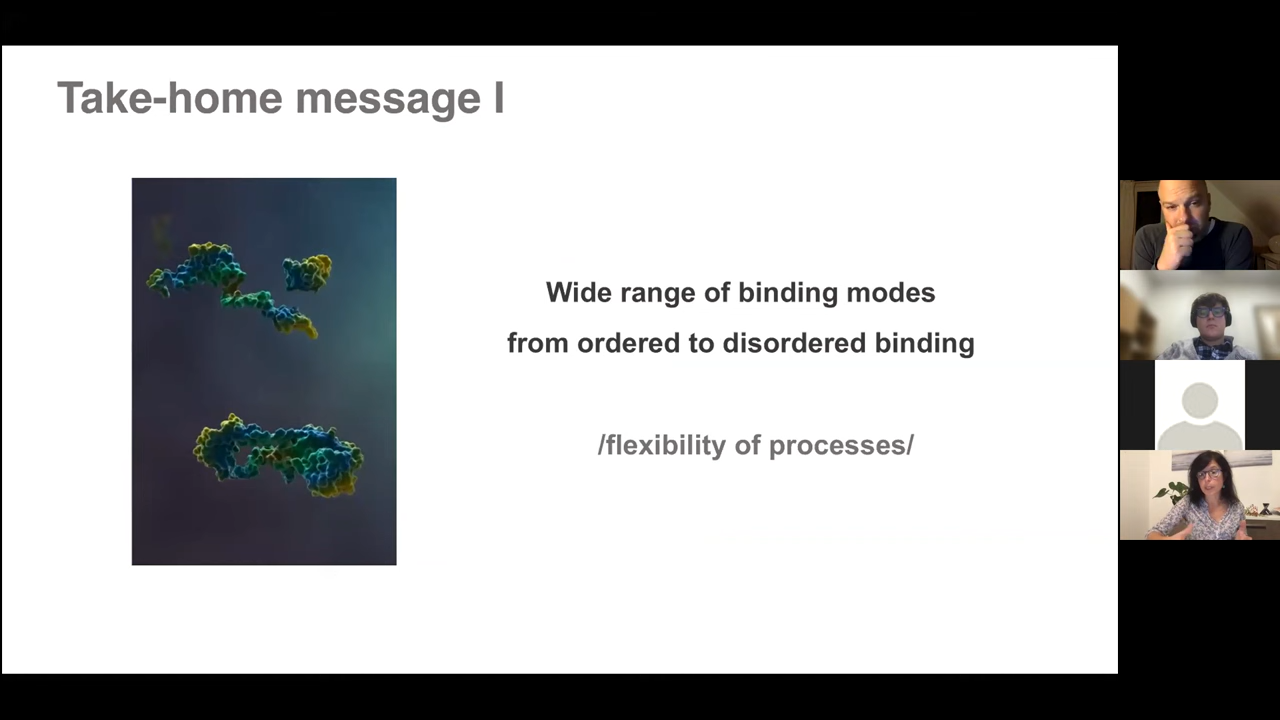 Take-home message I
Wide range of binding modes
from ordered to disordered binding
/flexibility of processes/